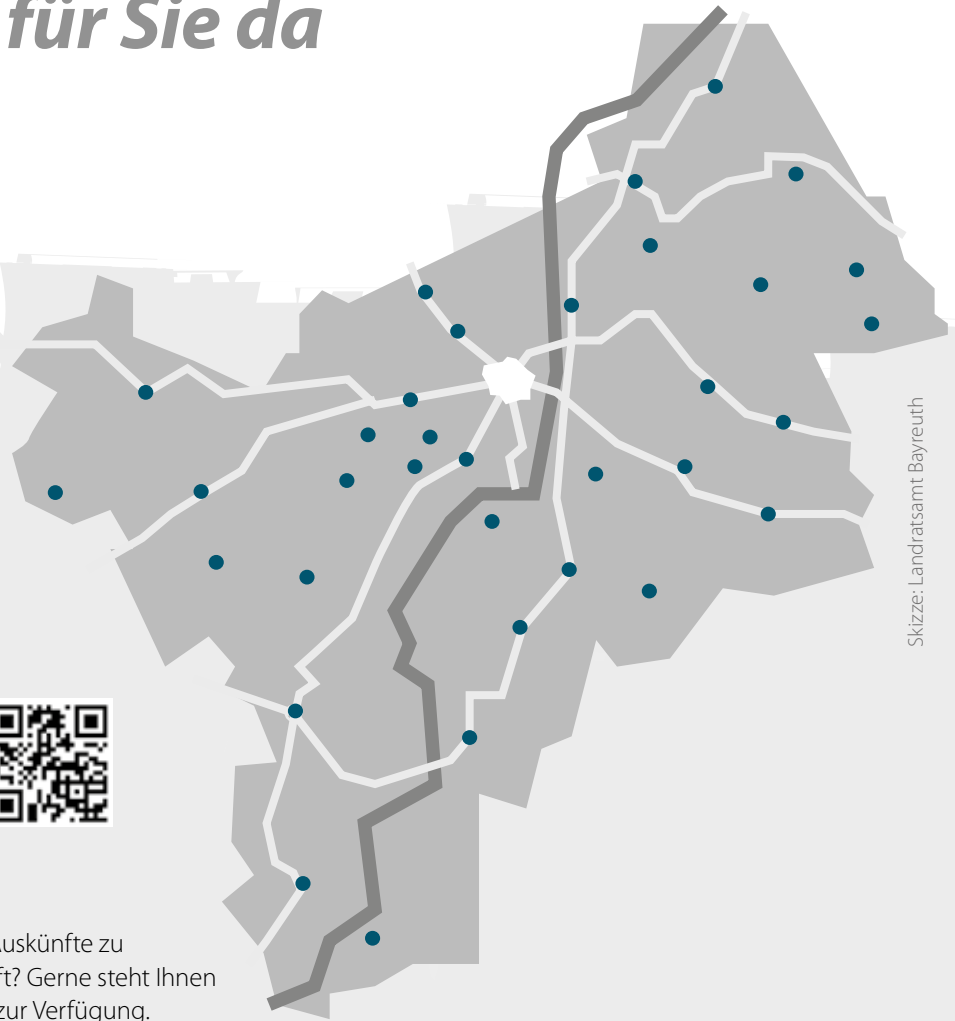 für Sie da
Skizze: Landratsamt Bayreuth
Auskünfte zu
ft? Gerne steht Ihnen
zur Verfügung.